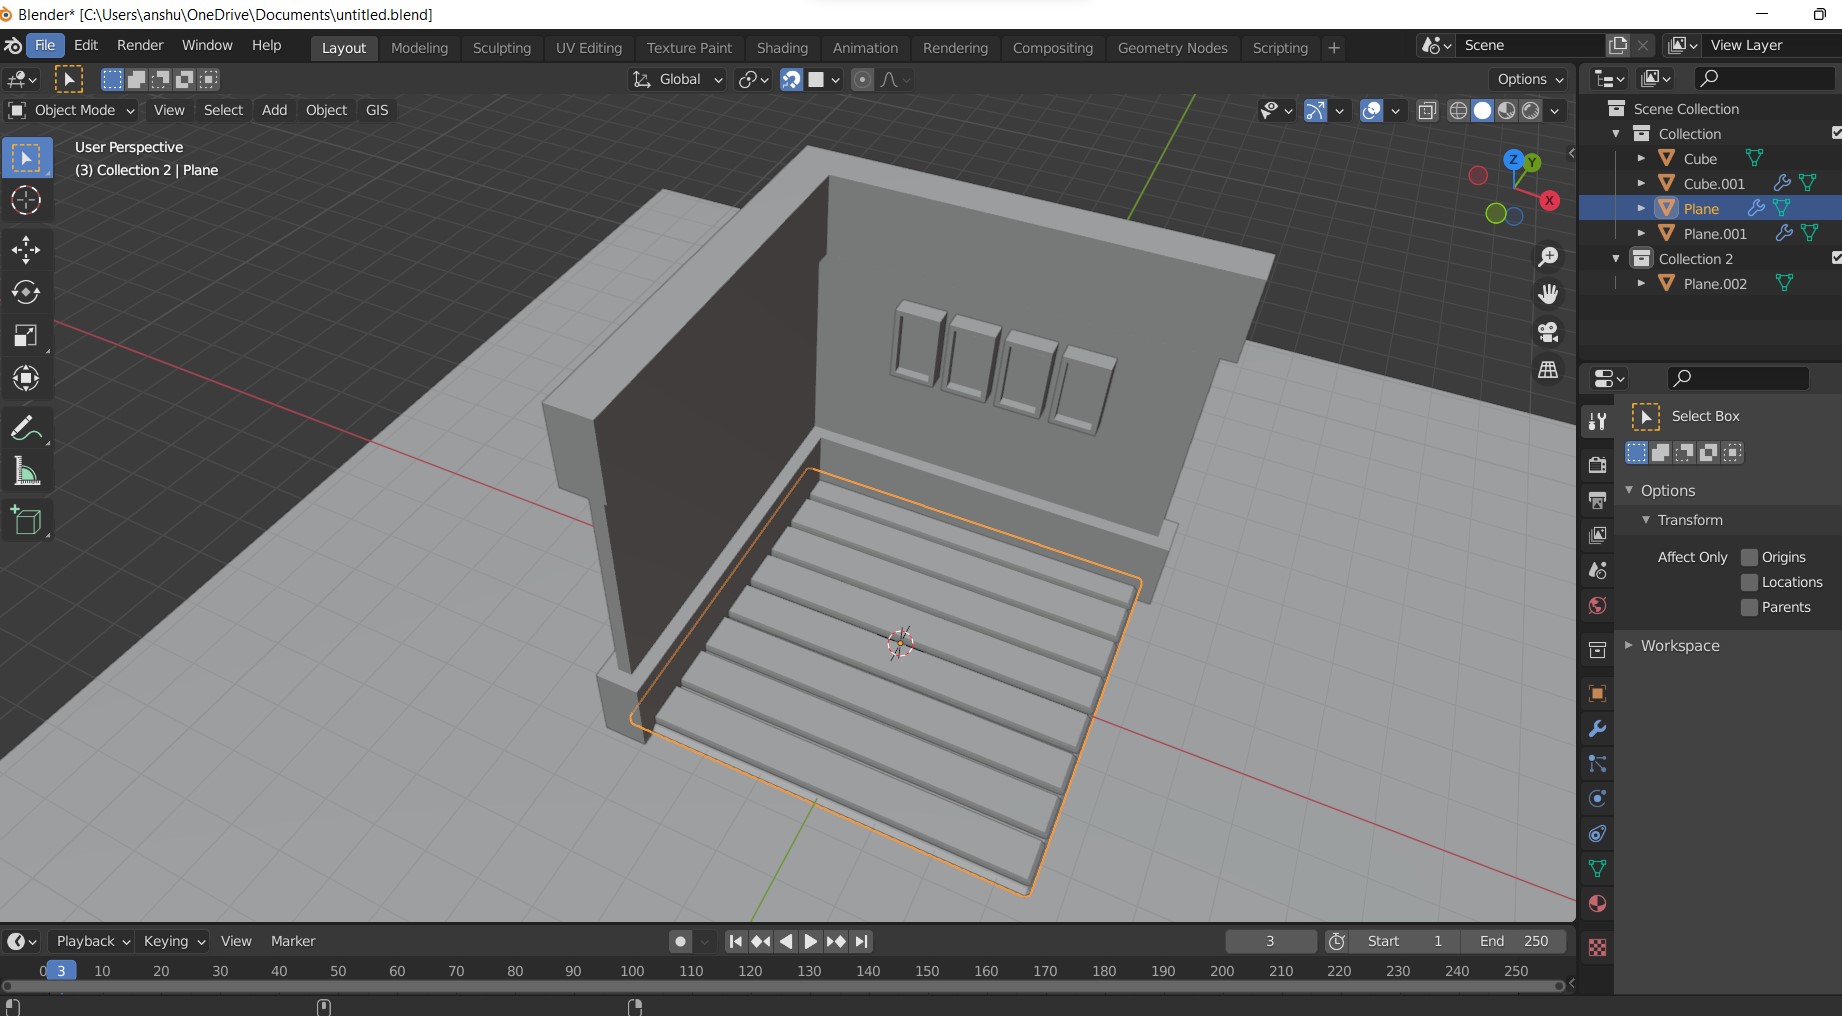 Blender* [C:\Users\anshu\OneDrive\Documents\untitled.blend]
File Edit Render Window Help Layout Modeling Sculpting UV Editing Texture Paint Shading Animation Rendering Compositing Geometry Nodes Scripting + Scene View Layer
Global Options
Object Mode View Select Add Object GIS
User Perspective
(3) Collection 2 | Plane
Z
Y
X
Scene Collection
Collection
Cube
Cube.001
Plane
Plane.001
Collection 2
Plane.002
Select Box
Options
Transform
Affect Only Origins
Locations
Parents
Workspace
Playback Keying View Marker 3 Start 1 End 250
0 3 10 20 30 40 50 60 70 80 90 100 110 120 130 140 150 160 170 180 190 200 210 220 230 240 250